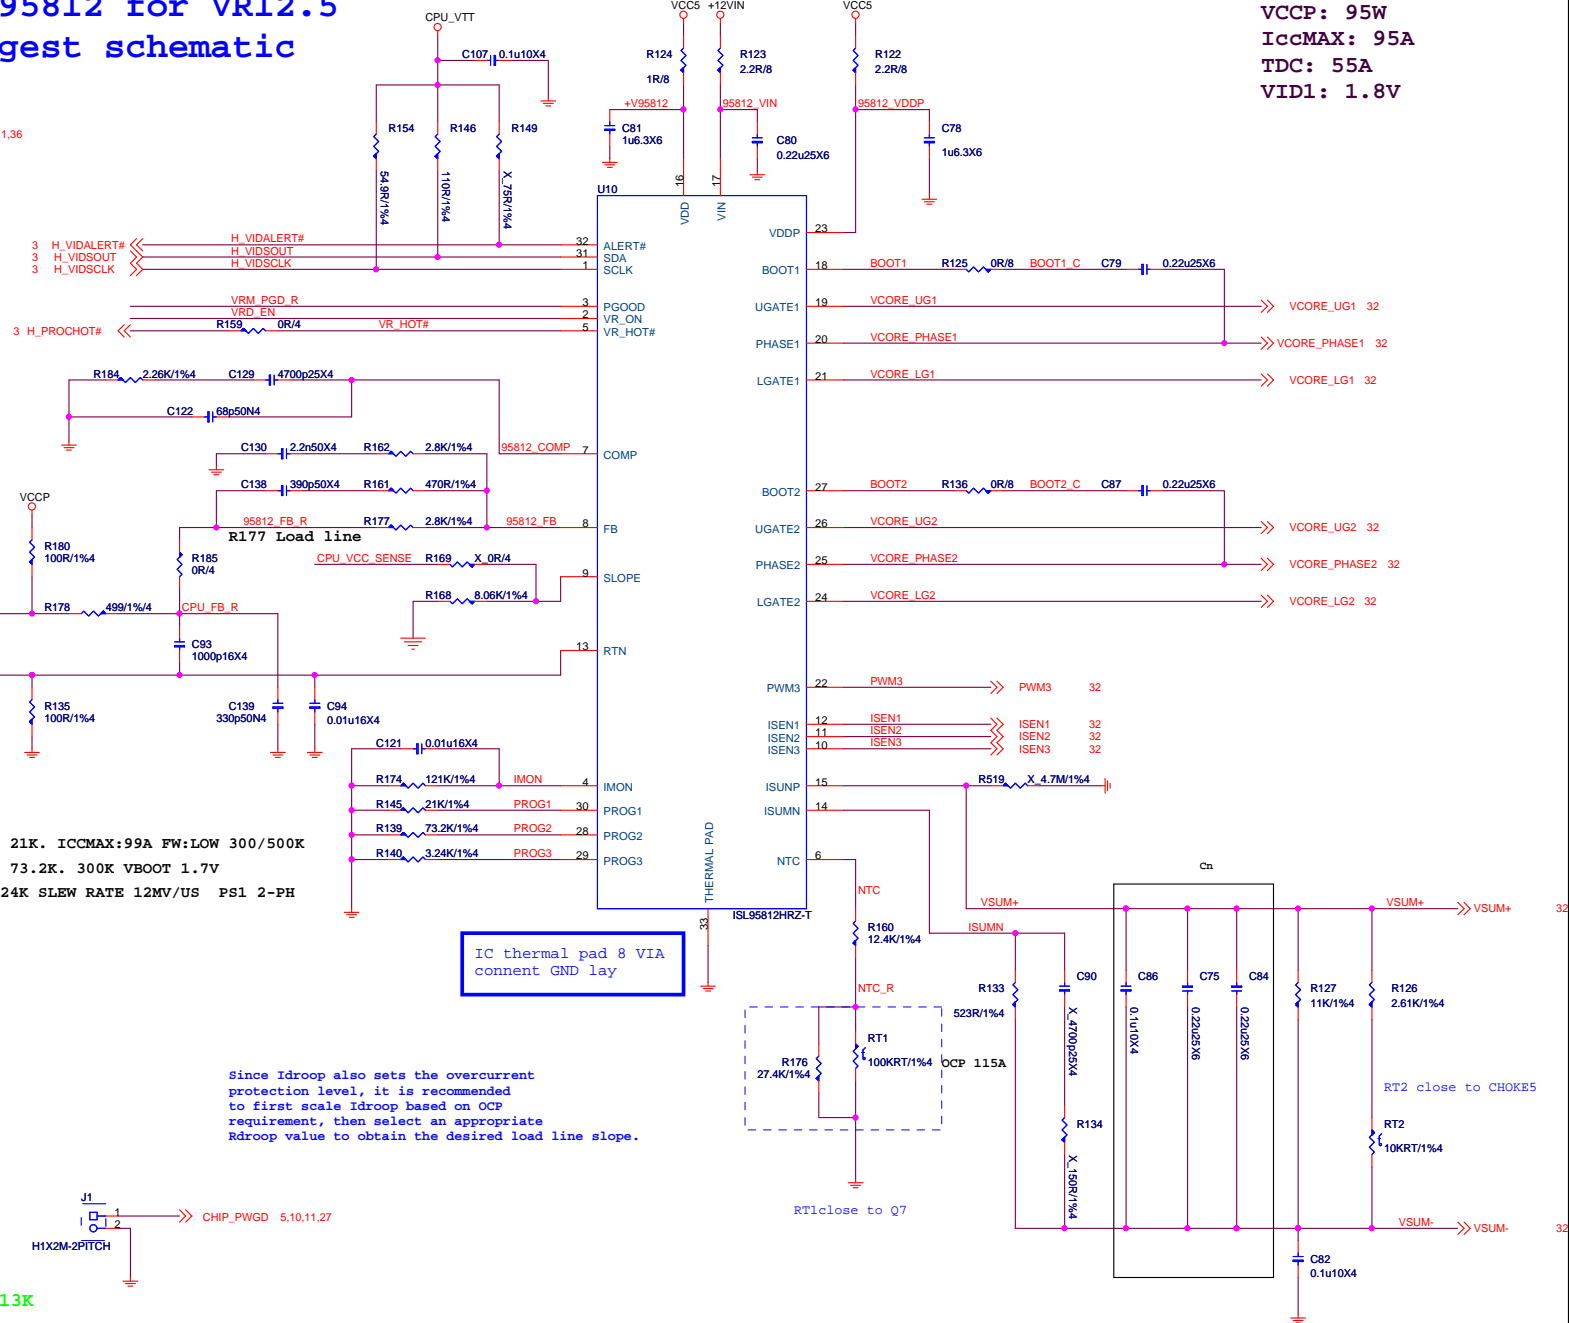 95812 for VR12.5
gest schematic
CPU_VTT
VCC5 +12VIN
VCC5
VCCP: 95W
IccMAX: 95A
TDC: 55A
VID1: 1.8V
C107 0.1u10X4
R124
1R/8
R123
2.2R/8
R122
2.2R/8
+V95812
95812_VIN
95812_VDDP
1,36
R154
54.9R/1%4
R146
110R/1%4
R149
X_75R/1%4
C81
1u6.3X6
C80
0.22u25X6
C78
1u6.3X6
U10
16
VDD
17
VIN
3 H_VIDALERT# H_VIDALERT# 32 ALERT#
3 H_VIDSOUT H_VIDSOUT 31 SDA
3 H_VIDSCLK H_VIDSCLK 1 SCLK
VRM_PGD_R 3 PGOOD
VRD_EN 2 VR_ON
3 H_PROCHOT# R159 0R/4 VR_HOT# 5 VR_HOT#
VDDP 23
BOOT1 18 BOOT1 R125 0R/8 BOOT1_C C79 0.22u25X6
UGATE1 19 VCORE_UG1 VCORE_UG1 32
PHASE1 20 VCORE_PHASE1 VCORE_PHASE1 32
LGATE1 21 VCORE_LG1 VCORE_LG1 32
R184 2.26K/1%4 C129 4700p25X4
C122 68p50N4
C130 2.2n50X4 R162 2.8K/1%4 95812_COMP 7 COMP
C138 390p50X4 R161 470R/1%4
95812_FB_R R177 2.8K/1%4 95812_FB 8 FB
R177 Load line
BOOT2 27 BOOT2 R136 0R/8 BOOT2_C C87 0.22u25X6
UGATE2 26 VCORE_UG2 VCORE_UG2 32
PHASE2 25 VCORE_PHASE2 VCORE_PHASE2 32
LGATE2 24 VCORE_LG2 VCORE_LG2 32
VCCP
R180
100R/1%4
R185
0R/4
CPU_VCC_SENSE R169 X_0R/4
9 SLOPE
R168 8.06K/1%4
R178 499/1%/4 CPU_FB_R
C93
1000p16X4
13 RTN
R135
100R/1%4
C139
330p50N4
C94
0.01u16X4
PWM3 22 PWM3 PWM3 32
ISEN1 12 ISEN1 ISEN1 32
ISEN2 11 ISEN2 ISEN2 32
ISEN3 10 ISEN3 ISEN3 32
C121 0.01u16X4
R174 121K/1%4 IMON 4 IMON
R145 21K/1%4 PROG1 30 PROG1
R139 73.2K/1%4 PROG2 28 PROG2
R140 3.24K/1%4 PROG3 29 PROG3
ISUNP 15 R519 X_4.7M/1%4
ISUMN 14
NTC 6
THERMAL PAD
33
ISL95812HRZ-T
21K. ICCMAX:99A FW:LOW 300/500K
73.2K. 300K VBOOT 1.7V
24K SLEW RATE 12MV/US PS1 2-PH
IC thermal pad 8 VIA
connent GND lay
NTC
R160
12.4K/1%4
NTC_R
RT1
100KRT/1%4
R176
27.4K/1%4
OCP 115A
RT1close to Q7
Cn
VSUM+ VSUM+ VSUM+ 32
ISUMN
R133
523R/1%4
C90
X_4700p25X4
R134
X_150R/1%4
C86
0.1u10X4
C75
0.22u25X6
C84
0.22u25X6
R127
11K/1%4
R126
2.61K/1%4
RT2 close to CHOKE5
RT2
10KRT/1%4
VSUM- VSUM- 32
C82
0.1u10X4
Since Idroop also sets the overcurrent
protection level, it is recommended
to first scale Idroop based on OCP
requirement, then select an appropriate
Rdroop value to obtain the desired load line slope.
J1
1
2
CHIP_PWGD 5,10,11,27
H1X2M-2PITCH
13K